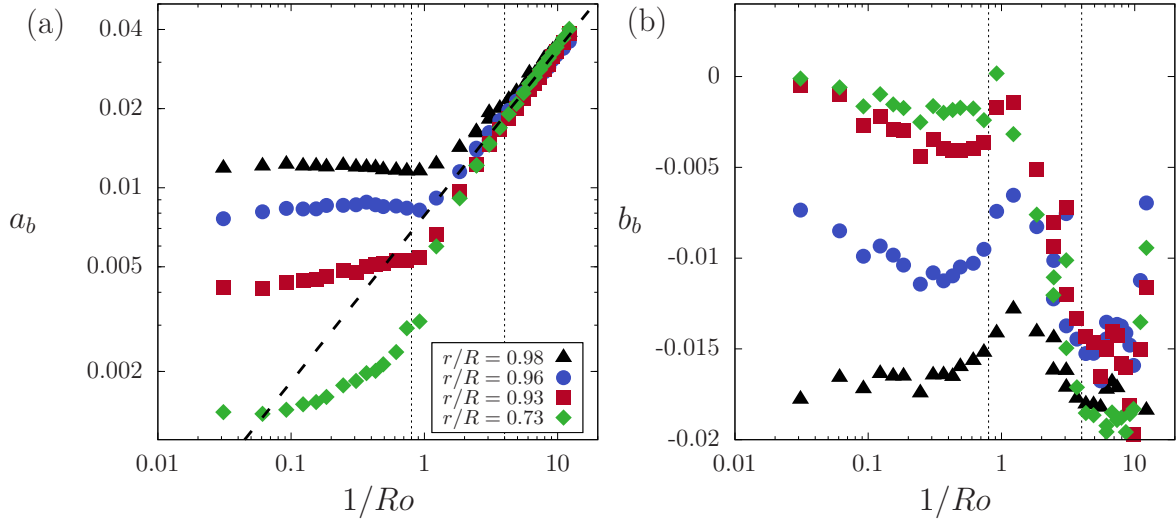 (a)
0.04
0.02
0.01
0.005
0.002
a_b
0.01
0.1
1
10
1/Ro
r/R = 0.98
r/R = 0.96
r/R = 0.93
r/R = 0.73
(b)
0
-0.005
-0.01
-0.015
-0.02
b_b
0.01
0.1
1
10
1/Ro